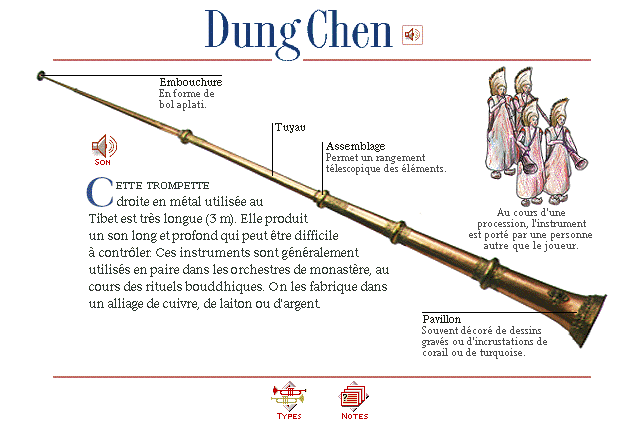 Dung Chen
Embouchure
En forme de
bol aplati.
Tuyau
Assemblage
Permet un rangement
télescopique des éléments.
Son
CETTE TROMPETTE
droite en métal utilisée au
Tibet est très longue (3 m). Elle produit
un son long et profond qui peut être difficile
à contrôler. Ces instruments sont généralement
utilisés en paire dans les orchestres de monastère, au
cours des rituels bouddhiques. On les fabrique dans
un alliage de cuivre, de laiton ou d'argent.
Au cours d'une
procession, l'instrument
est porté par une personne
autre que le joueur.
Pavillon
Souvent décoré de dessins
gravés ou d'incrustations de
corail ou de turquoise.
Types
Notes